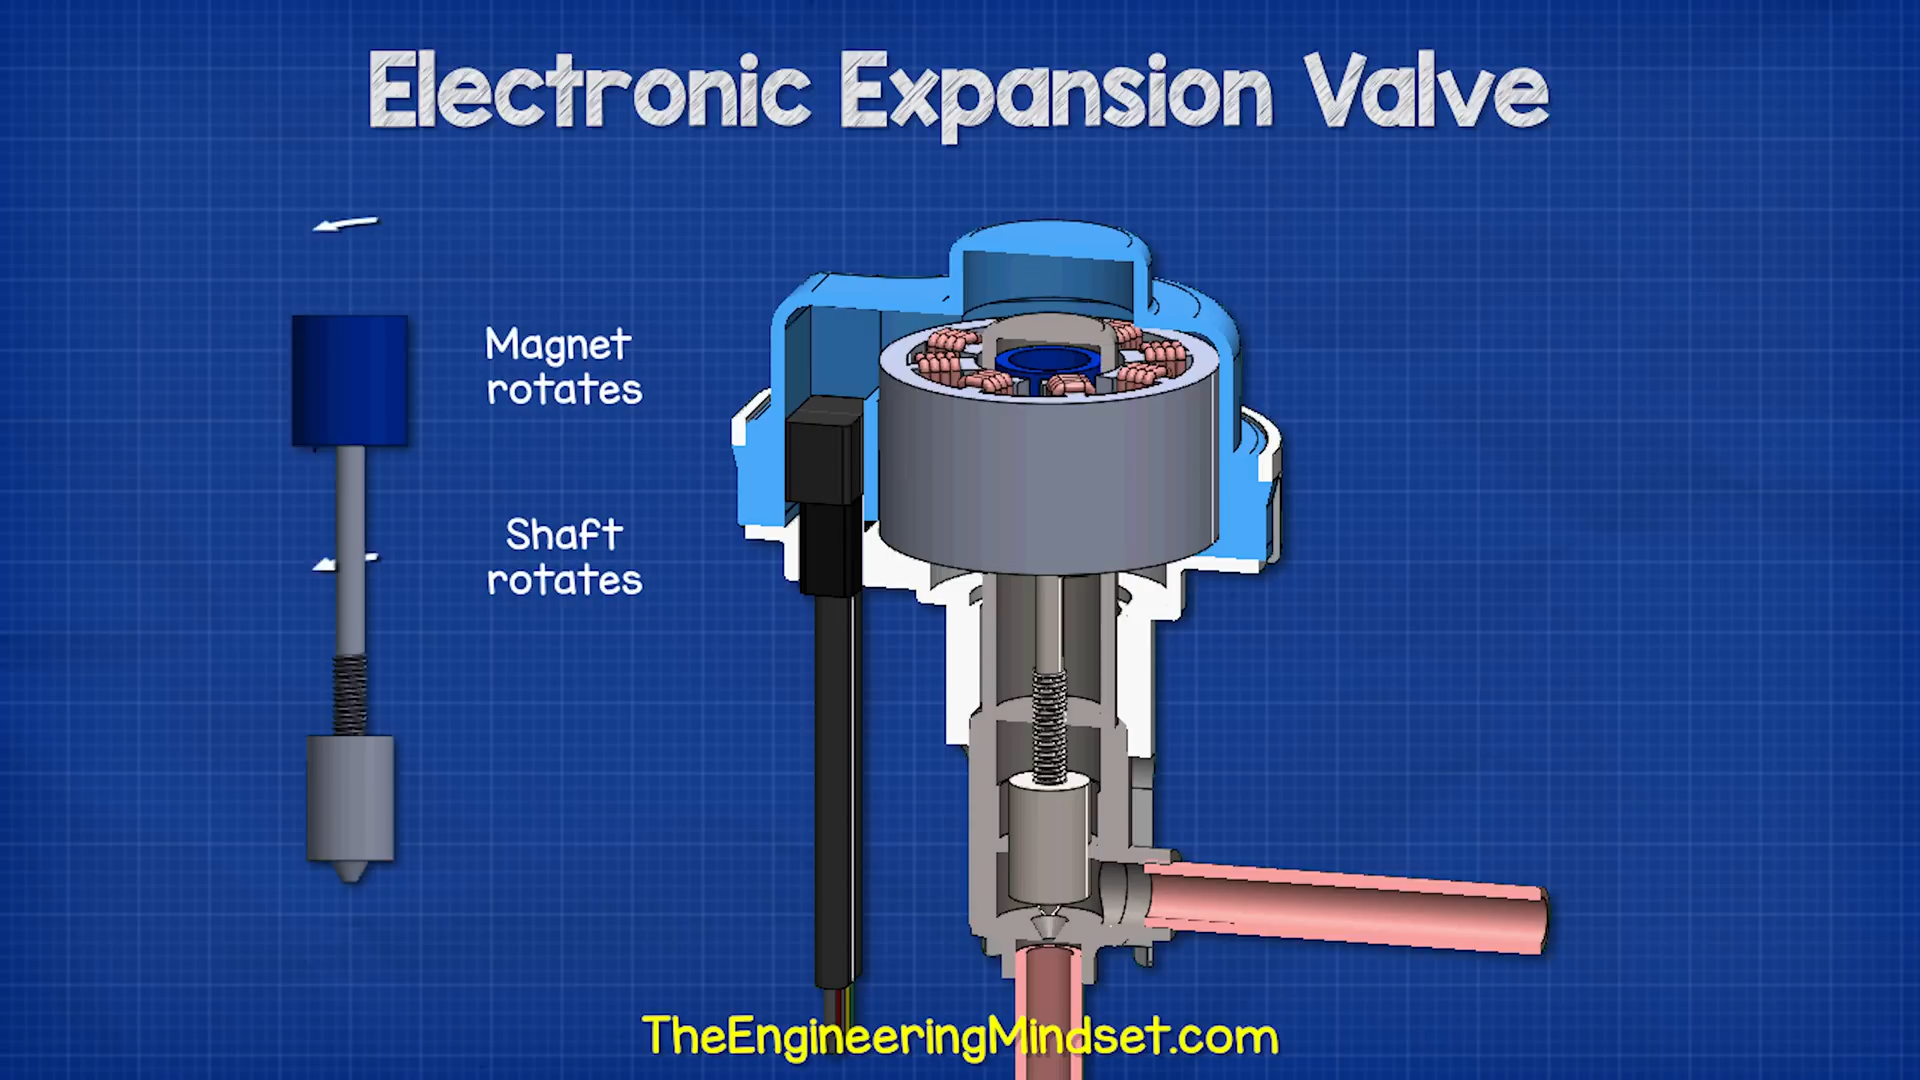 Electronic Expansion Valve
Magnet
rotates
Shaft
rotates
TheEngineeringMindset.com